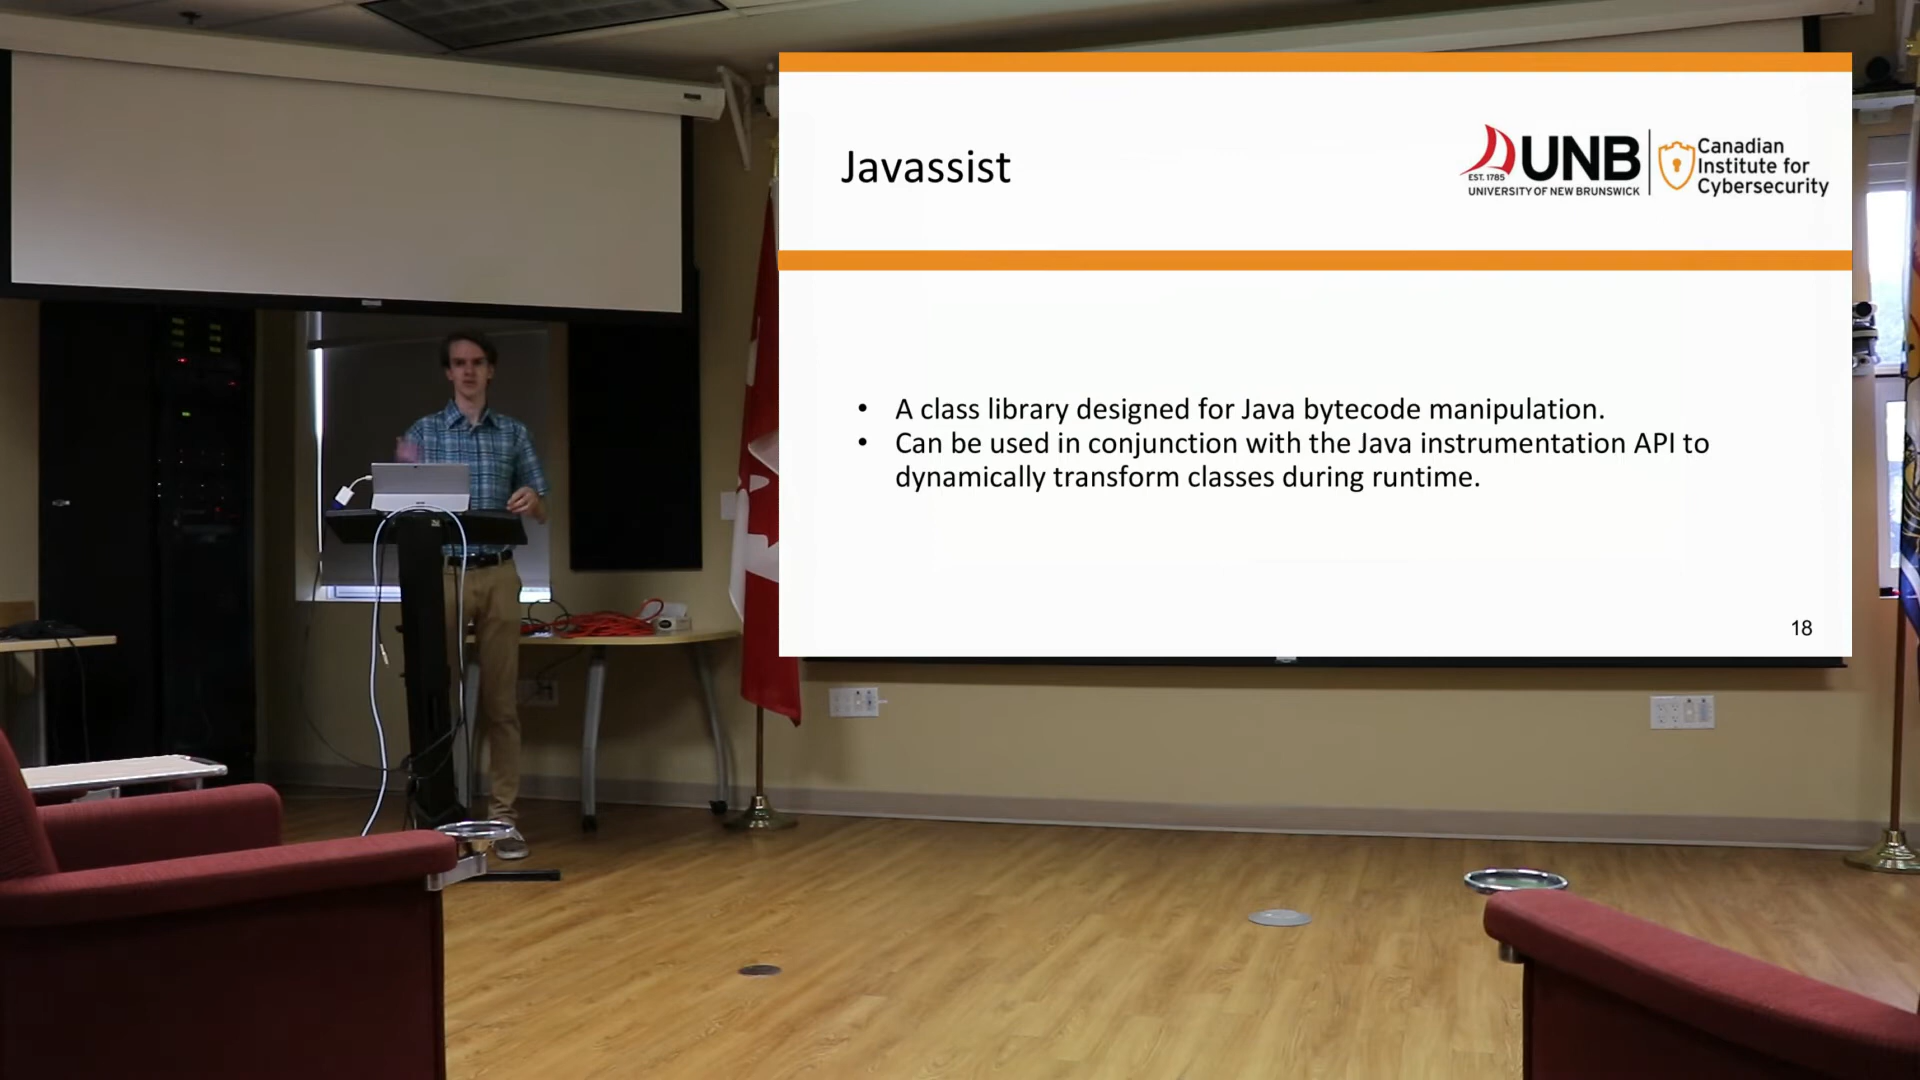 Javassist
EST. 1785
UNB
UNIVERSITY OF NEW BRUNSWICK
Canadian
Institute for
Cybersecurity
• A class library designed for Java bytecode manipulation.
• Can be used in conjunction with the Java instrumentation API to
dynamically transform classes during runtime.
18